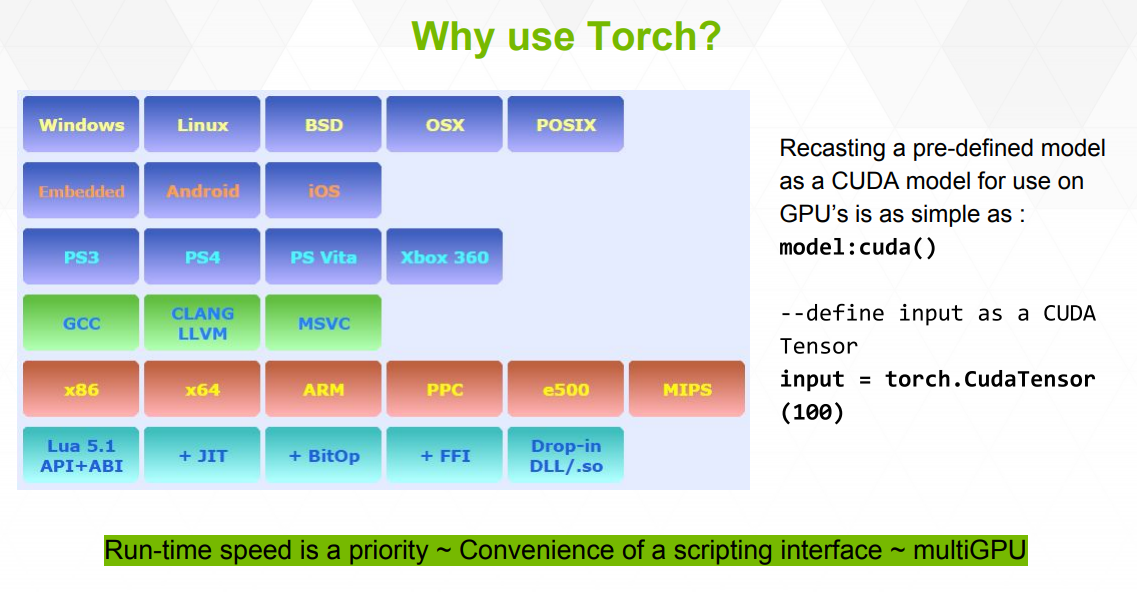 Why use Torch?
Windows Linux BSD OSX POSIX
Embedded Android iOS
PS3 PS4 PS Vita Xbox 360
GCC CLANG LLVM MSVC
x86 x64 ARM PPC e500 MIPS
Lua 5.1 API+ABI + JIT + BitOp + FFI Drop-in DLL/.so
Recasting a pre-defined model
as a CUDA model for use on
GPU’s is as simple as :
model:cuda()
--define input as a CUDA
Tensor
input = torch.CudaTensor
(100)
Run-time speed is a priority ~ Convenience of a scripting interface ~ multiGPU